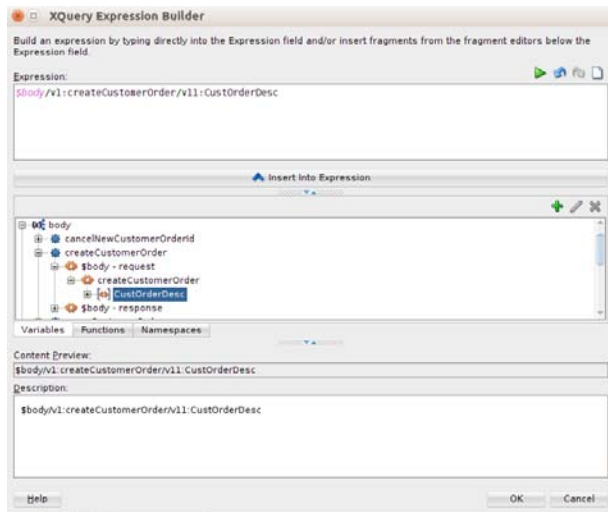 XQuery Expression Builder
Build an expression by typing directly into the Expression field and/or insert fragments from the fragment editors below the
Expression field.
Expression:
$body/v1:createCustomerOrder/v11:CustOrderDesc
Insert Into Expression
body
cancelNewCustomerOrderid
createCustomerOrder
$body - request
createCustomerOrder
CustOrderDesc
$body - response
Variables Functions Namespaces
Content Preview:
$body/v1:createCustomerOrder/v11:CustOrderDesc
Description:
$body/v1:createCustomerOrder/v11:CustOrderDesc
Help OK Cancel